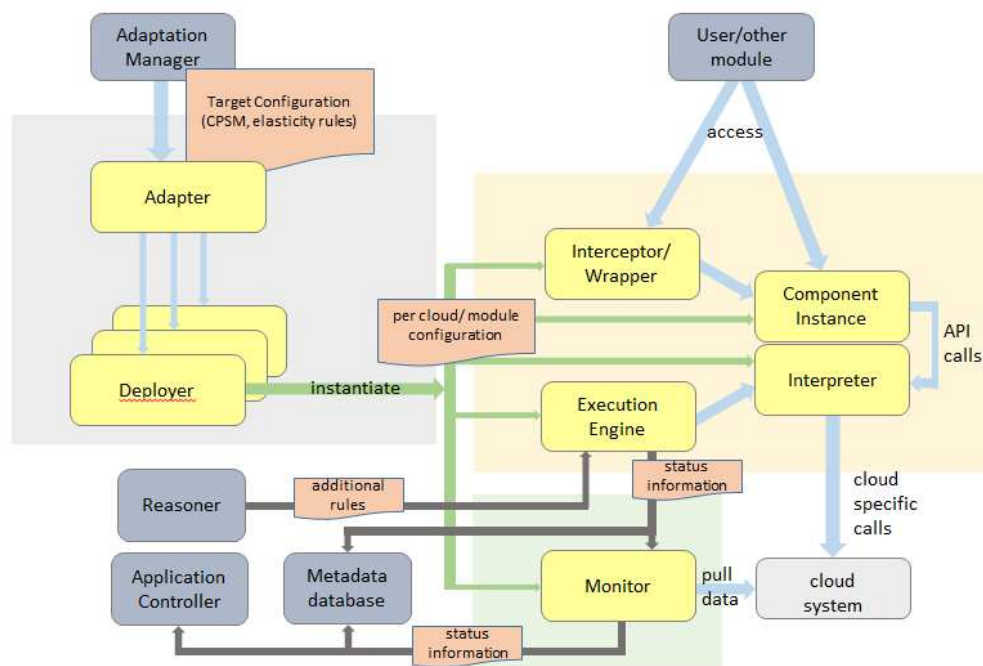 Adaptation
Manager
User/other
module
Target Configuration
(CPSM, elasticity rules)
access
Adapter
Interceptor/
Wrapper
Component
Instance
per cloud/ module
configuration
API
calls
Deployer
instantiate
Interpreter
Execution
Engine
status
information
additional
rules
Reasoner
cloud
specific
calls
Application
Controller
Metadata
database
Monitor
pull
data
cloud
system
status
information